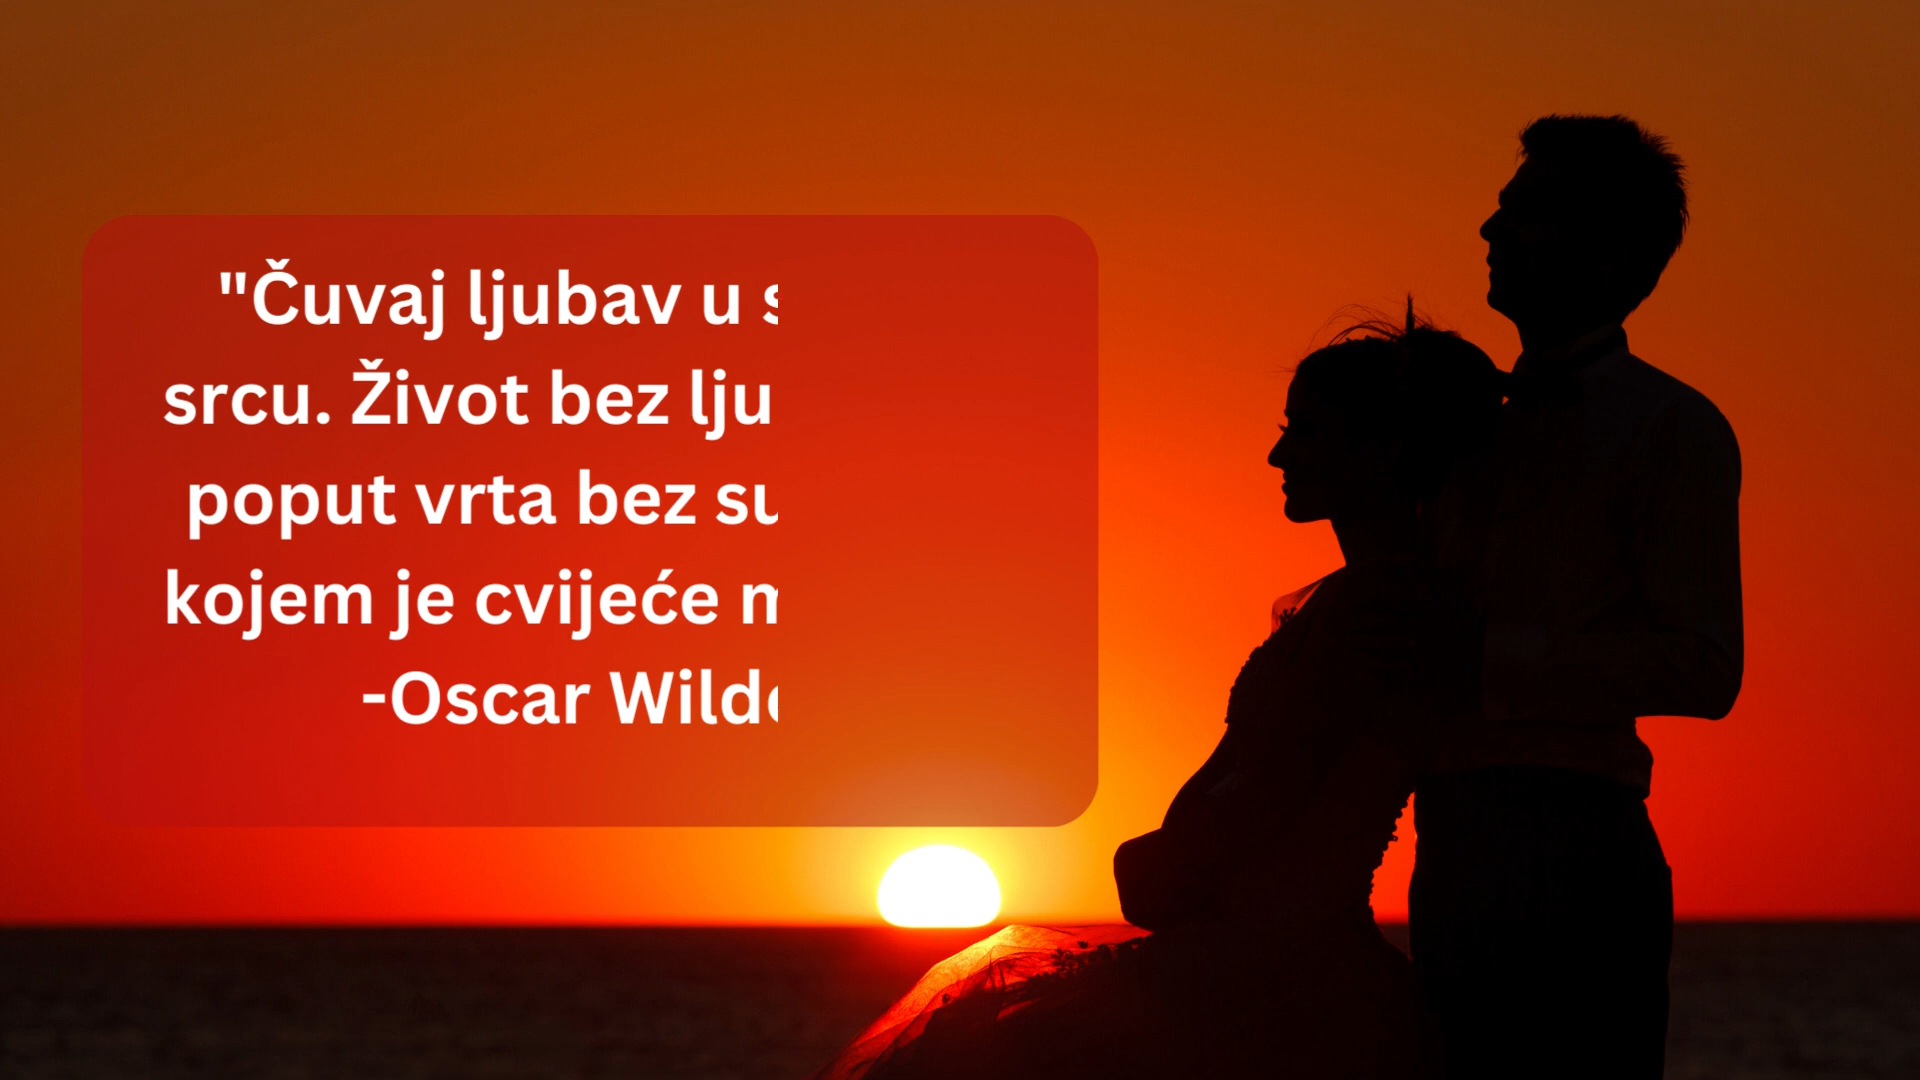 "Čuvaj ljubav u
srcu. Život bez
poput vrta bez
kojem je cvijeće
-Oscar